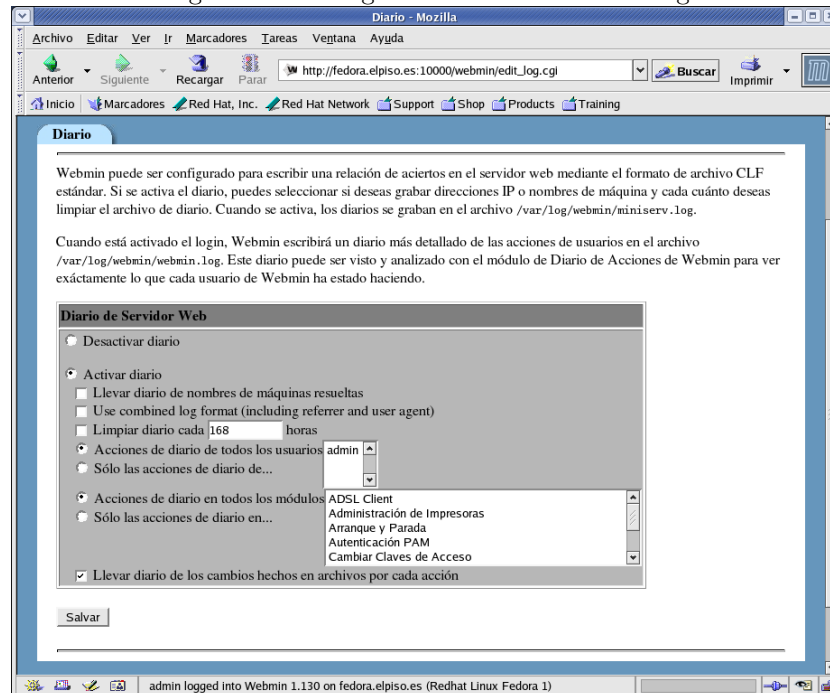 Diario - Mozilla
Archivo Editar Ver Ir Marcadores Tareas Ventana Ayuda
Anterior Siguiente Recargar Parar http://fedora.elpiso.es:10000/webmin/edit_log.cgi Buscar Imprimir
Inicio Marcadores Red Hat, Inc. Red Hat Network Support Shop Products Training
Diario
Webmin puede ser configurado para escribir una relación de aciertos en el servidor web mediante el formato de archivo CLF
estándar. Si se activa el diario, puedes seleccionar si deseas grabar direcciones IP o nombres de máquina y cada cuánto deseas
limpiar el archivo de diario. Cuando se activa, los diarios se graban en el archivo /var/log/webmin/miniserv.log.
Cuando está activado el login, Webmin escribirá un diario más detallado de las acciones de usuarios en el archivo
/var/log/webmin/webmin.log. Este diario puede ser visto y analizado con el módulo de Diario de Acciones de Webmin para ver
exáctamente lo que cada usuario de Webmin ha estado haciendo.
Diario de Servidor Web
Desactivar diario
Activar diario
Llevar diario de nombres de máquinas resueltas
Use combined log format (including referrer and user agent)
Limpiar diario cada 168 horas
Acciones de diario de todos los usuarios admin
Sólo las acciones de diario de...
Acciones de diario en todos los módulos ADSL Client
Sólo las acciones de diario en... Administración de Impresoras
Arranque y Parada
Autenticación PAM
Cambiar Claves de Acceso
Llevar diario de los cambios hechos en archivos por cada acción
Salvar
admin logged into Webmin 1.130 on fedora.elpiso.es (Redhat Linux Fedora 1)